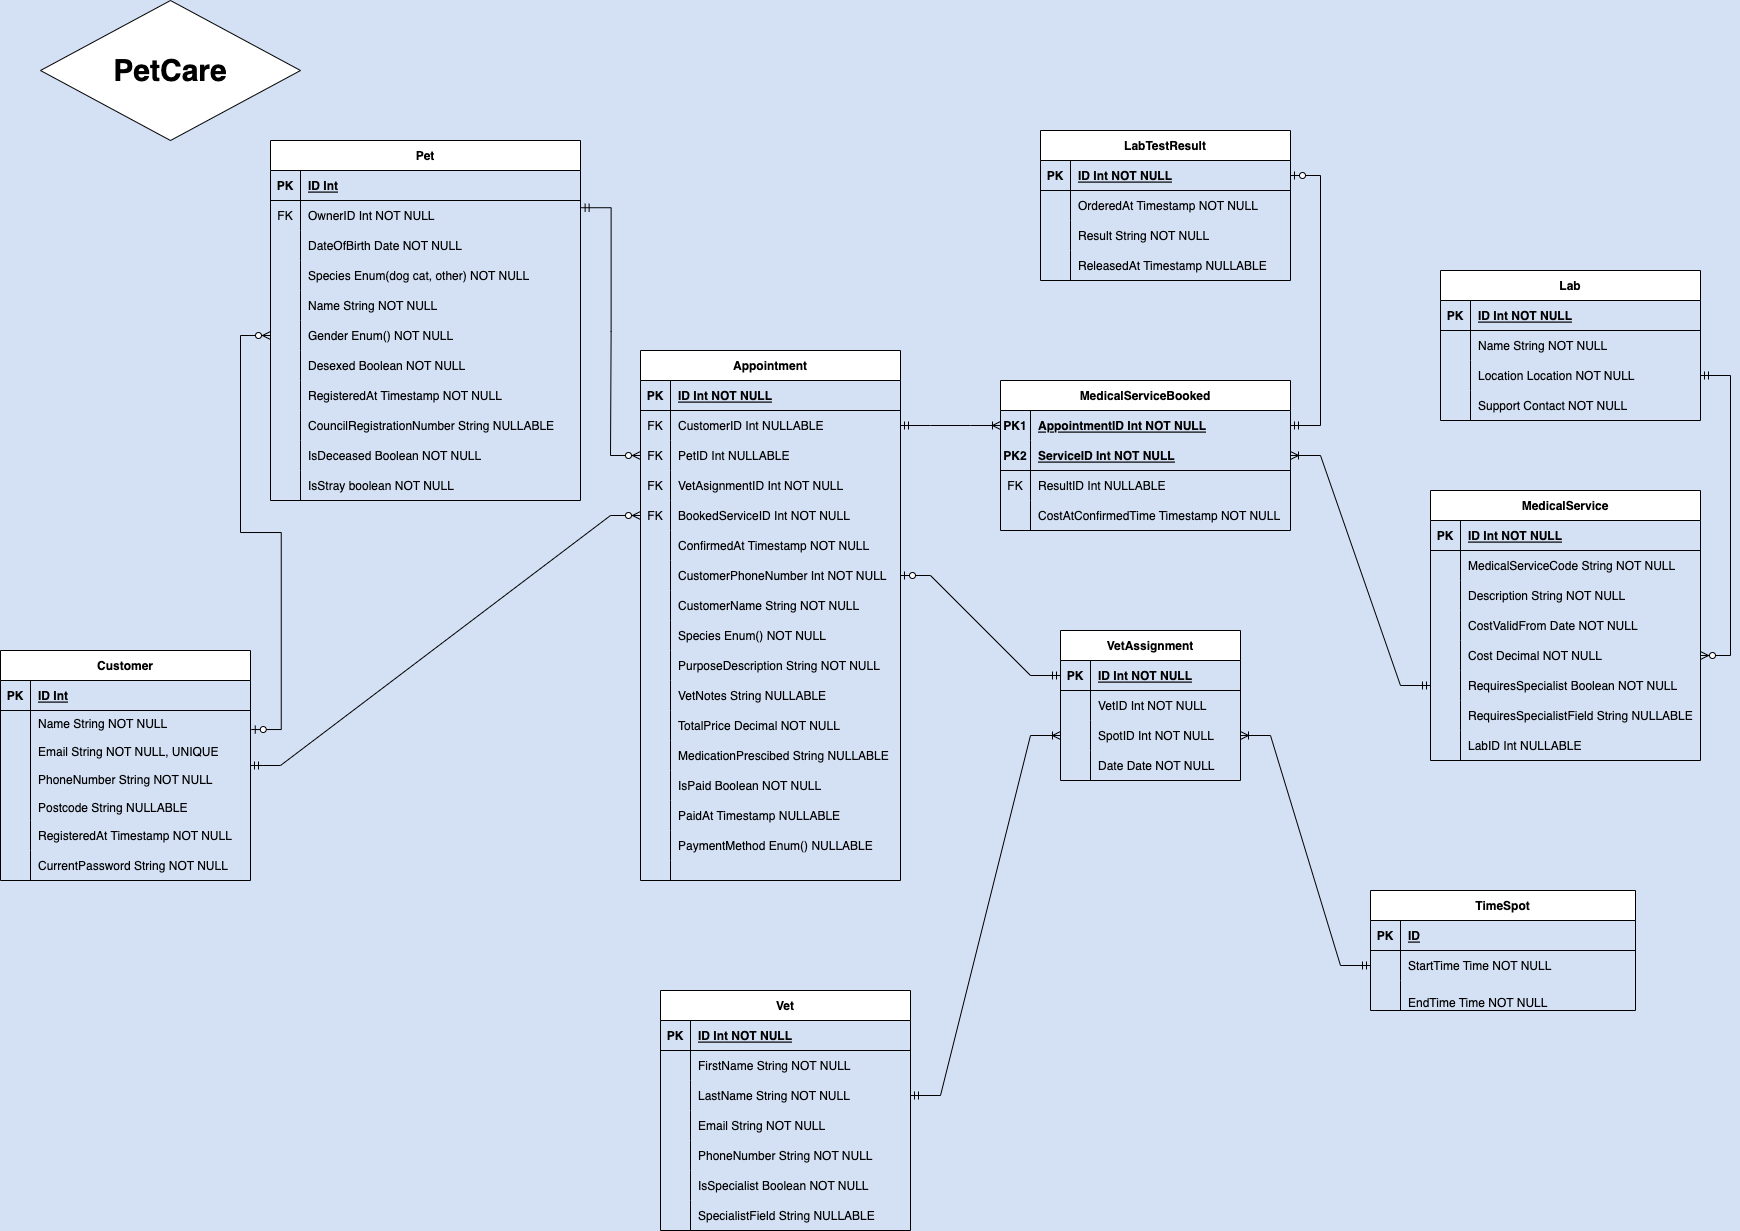 PetCare
Pet
PK ID Int
FK OwnerID Int NOT NULL
DateOfBirth Date NOT NULL
Species Enum(dog cat, other) NOT NULL
Name String NOT NULL
Gender Enum() NOT NULL
Desexed Boolean NOT NULL
RegisteredAt Timestamp NOT NULL
CouncilRegistrationNumber String NULLABLE
IsDeceased Boolean NOT NULL
IsStray boolean NOT NULL
LabTestResult
PK ID Int NOT NULL
OrderedAt Timestamp NOT NULL
Result String NOT NULL
ReleasedAt Timestamp NULLABLE
Lab
PK ID Int NOT NULL
Name String NOT NULL
Location Location NOT NULL
Support Contact NOT NULL
Appointment
PK ID Int NOT NULL
FK CustomerID Int NULLABLE
FK PetID Int NULLABLE
FK VetAsignmentID Int NOT NULL
FK BookedServiceID Int NOT NULL
ConfirmedAt Timestamp NOT NULL
CustomerPhoneNumber Int NOT NULL
CustomerName String NOT NULL
Species Enum() NOT NULL
PurposeDescription String NOT NULL
VetNotes String NULLABLE
TotalPrice Decimal NOT NULL
MedicationPrescibed String NULLABLE
IsPaid Boolean NOT NULL
PaidAt Timestamp NULLABLE
PaymentMethod Enum() NULLABLE
MedicalServiceBooked
PK1 AppointmentID Int NOT NULL
PK2 ServiceID Int NOT NULL
FK ResultID Int NULLABLE
CostAtConfirmedTime Timestamp NOT NULL
MedicalService
PK ID Int NOT NULL
MedicalServiceCode String NOT NULL
Description String NOT NULL
CostValidFrom Date NOT NULL
Cost Decimal NOT NULL
RequiresSpecialist Boolean NOT NULL
RequiresSpecialistField String NULLABLE
LabID Int NULLABLE
Customer
PK ID Int
Name String NOT NULL
Email String NOT NULL, UNIQUE
PhoneNumber String NOT NULL
Postcode String NULLABLE
RegisteredAt Timestamp NOT NULL
CurrentPassword String NOT NULL
VetAssignment
PK ID Int NOT NULL
VetID Int NOT NULL
SpotID Int NOT NULL
Date Date NOT NULL
TimeSpot
PK ID
StartTime Time NOT NULL
EndTime Time NOT NULL
Vet
PK ID Int NOT NULL
FirstName String NOT NULL
LastName String NOT NULL
Email String NOT NULL
PhoneNumber String NOT NULL
IsSpecialist Boolean NOT NULL
SpecialistField String NULLABLE